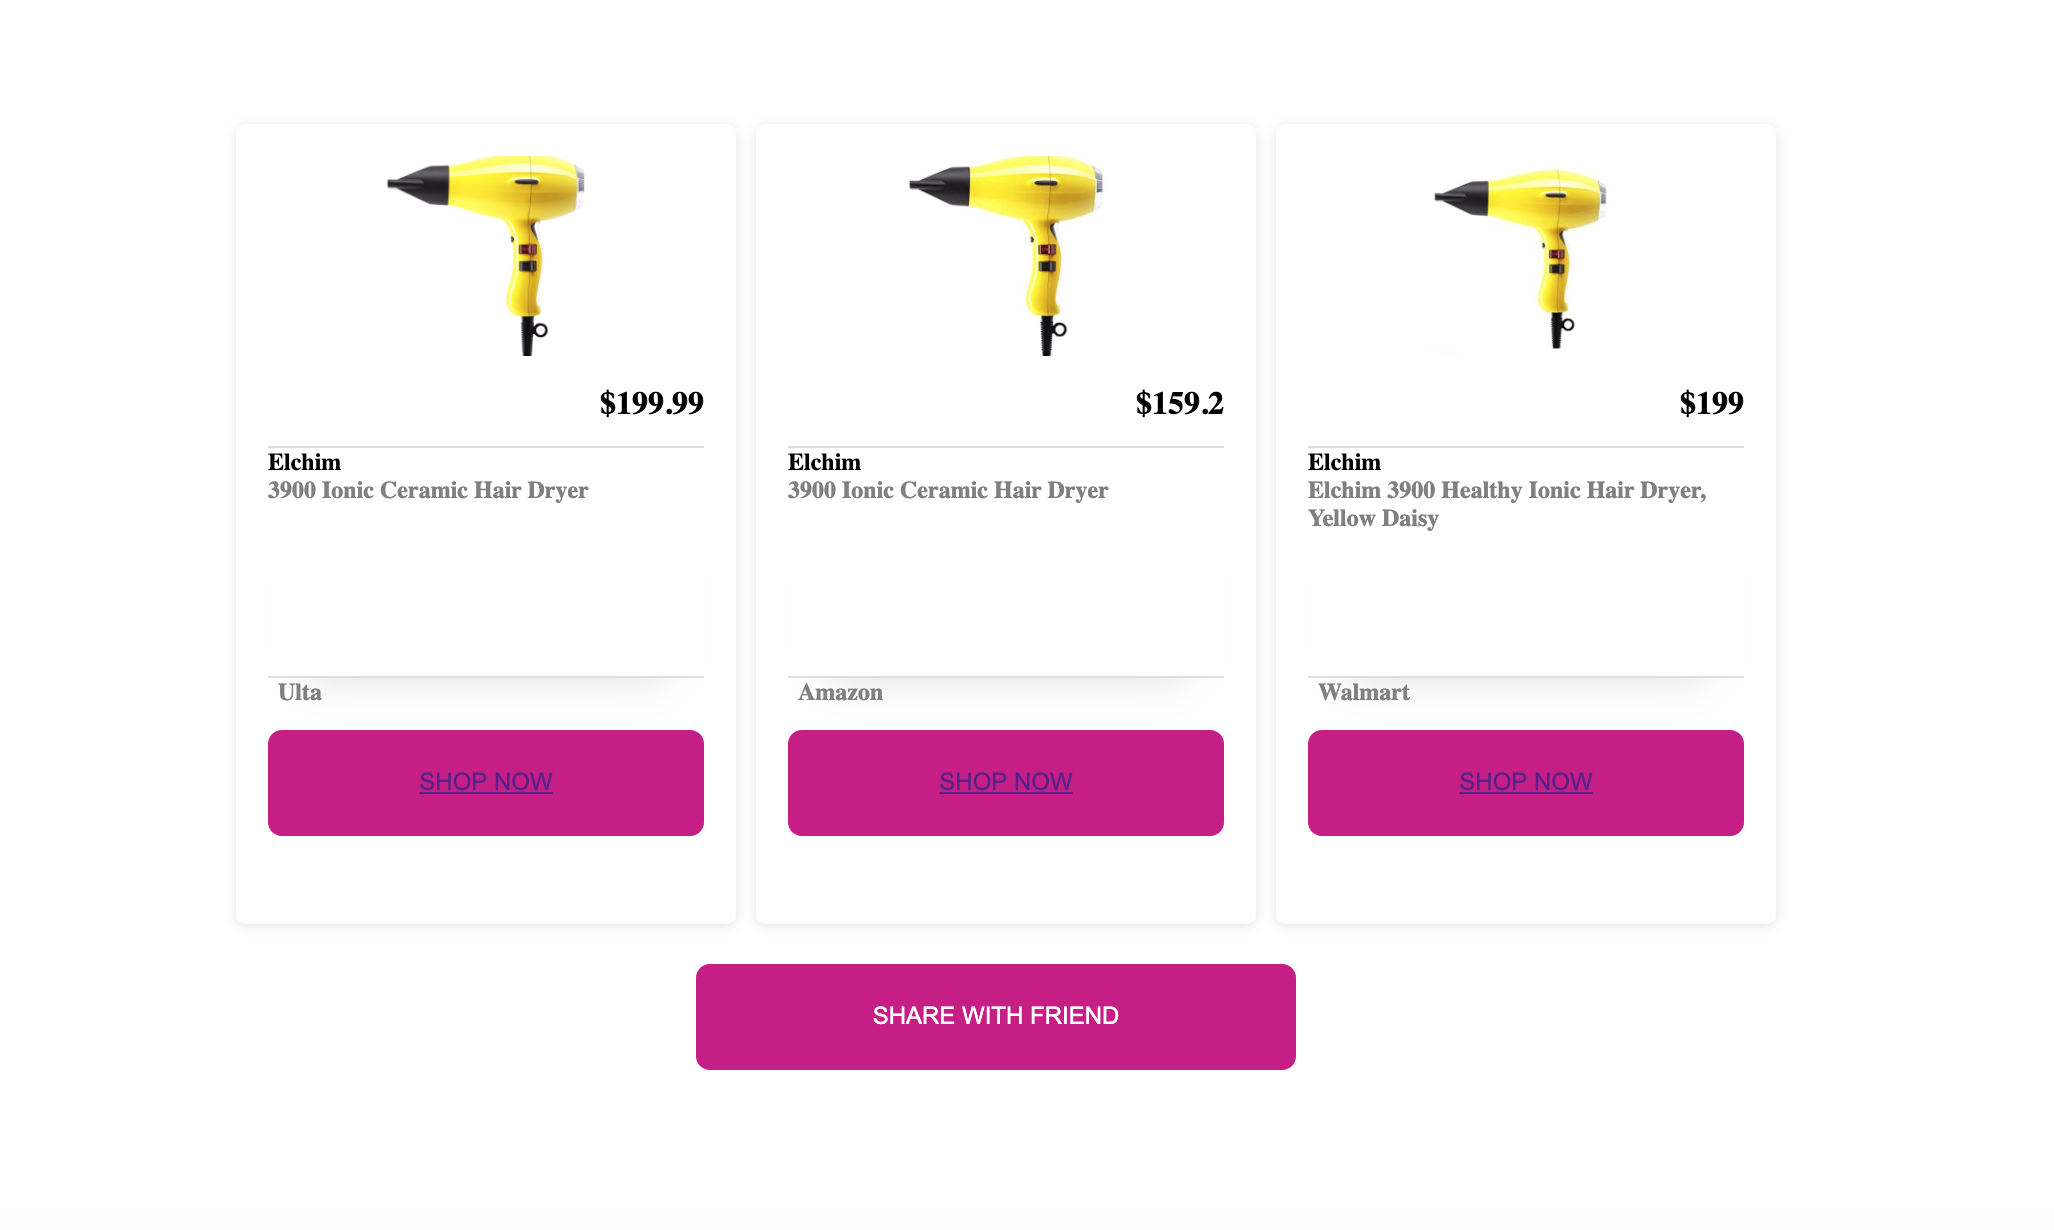 $199.99
Elchim
3900 Ionic Ceramic Hair Dryer
Ulta
SHOP NOW
$159.2
Elchim
3900 Ionic Ceramic Hair Dryer
Amazon
SHOP NOW
$199
Elchim
Elchim 3900 Healthy Ionic Hair Dryer,
Yellow Daisy
Walmart
SHOP NOW
SHARE WITH FRIEND